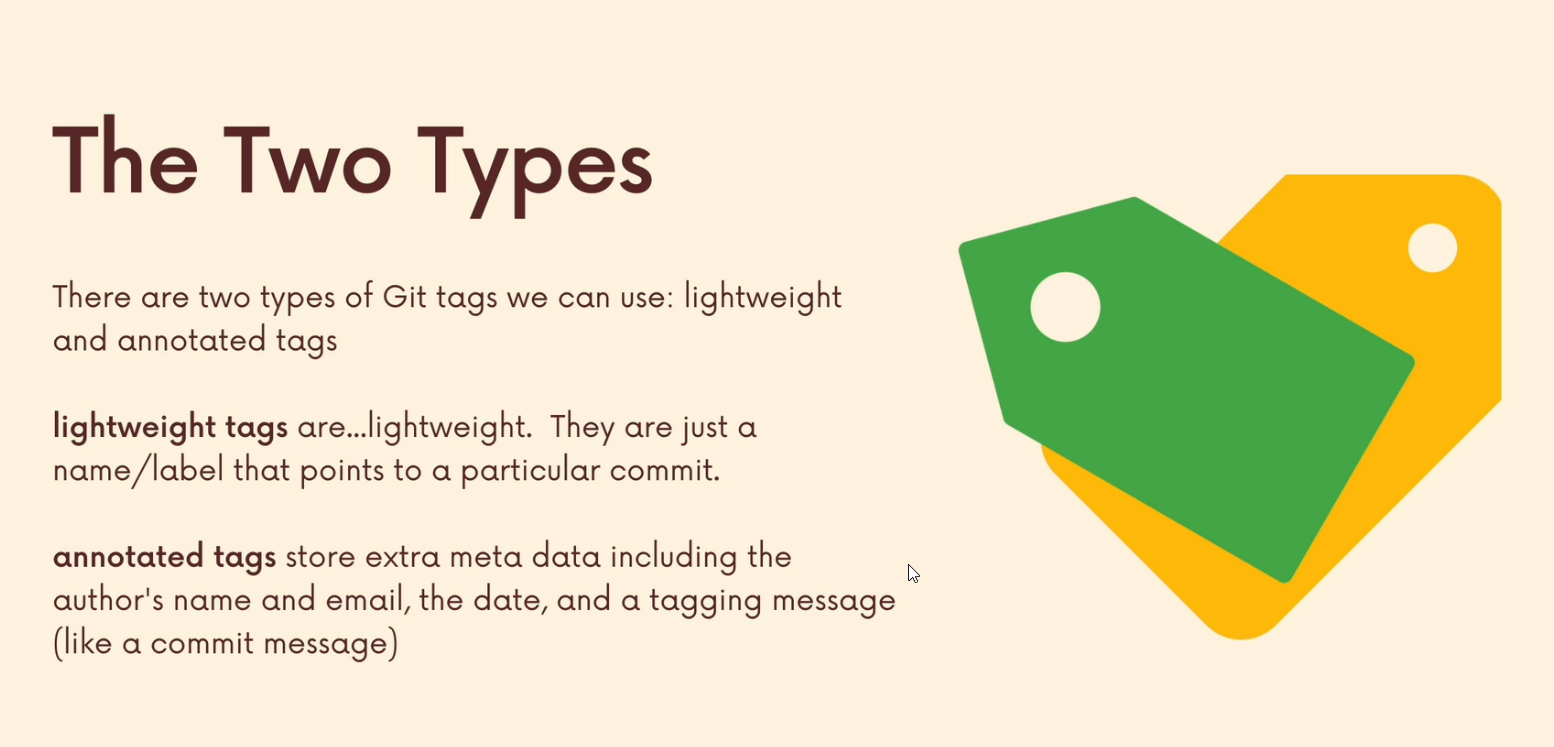 The Two Types
There are two types of Git tags we can use: lightweight
and annotated tags
lightweight tags are...lightweight.  They are just a
name/label that points to a particular commit.
annotated tags store extra meta data including the
author's name and email, the date, and a tagging message
(like a commit message)